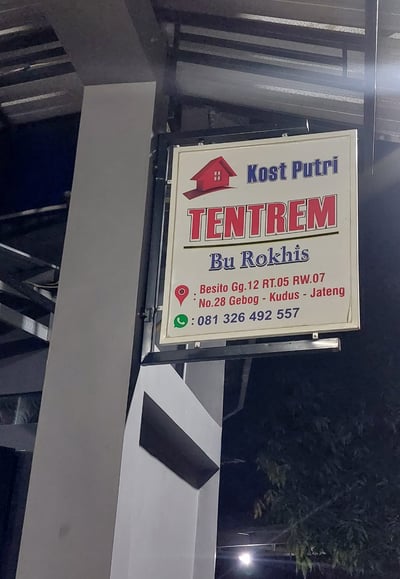 Kost Putri
TENTREM
Bu Rokhis
: Besito Gg.12 RT.05 RW.07
No.28 Gebog - Kudus - Jateng
: 081 326 492 557